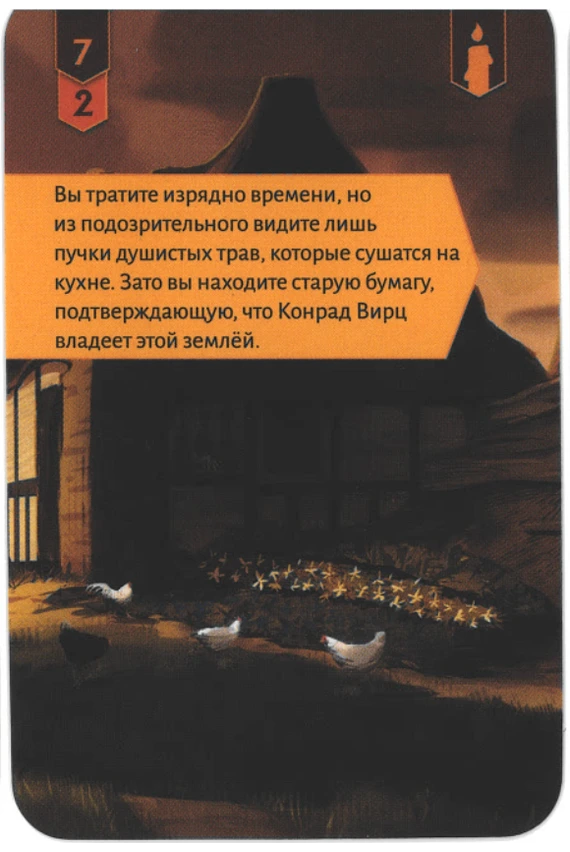 7
2
Вы тратите изрядно времени, но
из подозрительного видите лишь
пучки душистых трав, которые сушатся на
кухне. Зато вы находите старую бумагу,
подтверждающую, что Конрад Вирц
владеет этой землёй.